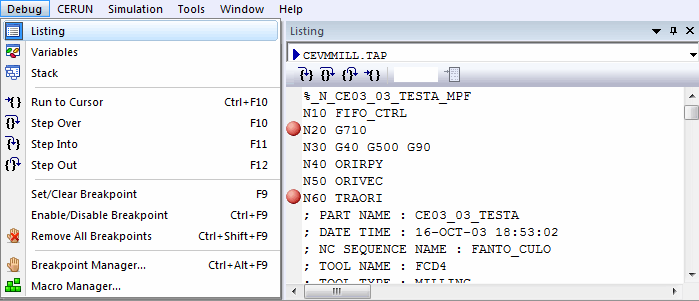 Debug CERUN Simulation Tools Window Help
Listing
Variables
Stack
Run to Cursor Ctrl+F10
Step Over F10
Step Into F11
Step Out F12
Set/Clear Breakpoint F9
Enable/Disable Breakpoint Ctrl+F9
Remove All Breakpoints Ctrl+Shift+F9
Breakpoint Manager... Ctrl+Alt+F9
Macro Manager...
Listing
CEVMMILL.TAP
%_N_CE03_03_TESTA_MPF
N10 FIFO_CTRL
N20 G710
N30 G40 G500 G90
N40 ORIRPY
N50 ORIVEC
N60 TRAORI
; PART NAME : CE03_03_TESTA
; DATE TIME : 16-OCT-03 18:53:02
; NC SEQUENCE NAME : FANTO_CULO
; TOOL NAME : FCD4
; TOOL TYPE : MILLING